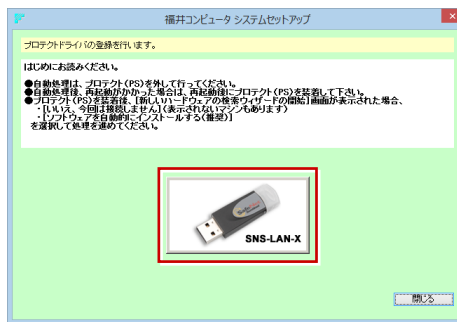 福井コンピュータ システムセットアップ
プロテクトドライバの登録を行います。
はじめにお読みください。
●自動処理は、プロテクト(PS)を外して行ってください。
●自動処理後、再起動がかかった場合は、再起動後にプロテクト(PS)を装着して下さい。
●プロテクト(PS)を装着後、[新しいハードウェアの検索ウィザードの開始]画面が表示された場合、
・[いいえ、今回は接続しません](表示されないマシンもあります)
・[ソフトウェアを自動的にインストールする(推奨)]
を選択して処理を進めてください。
SNS-LAN-X
閉じる